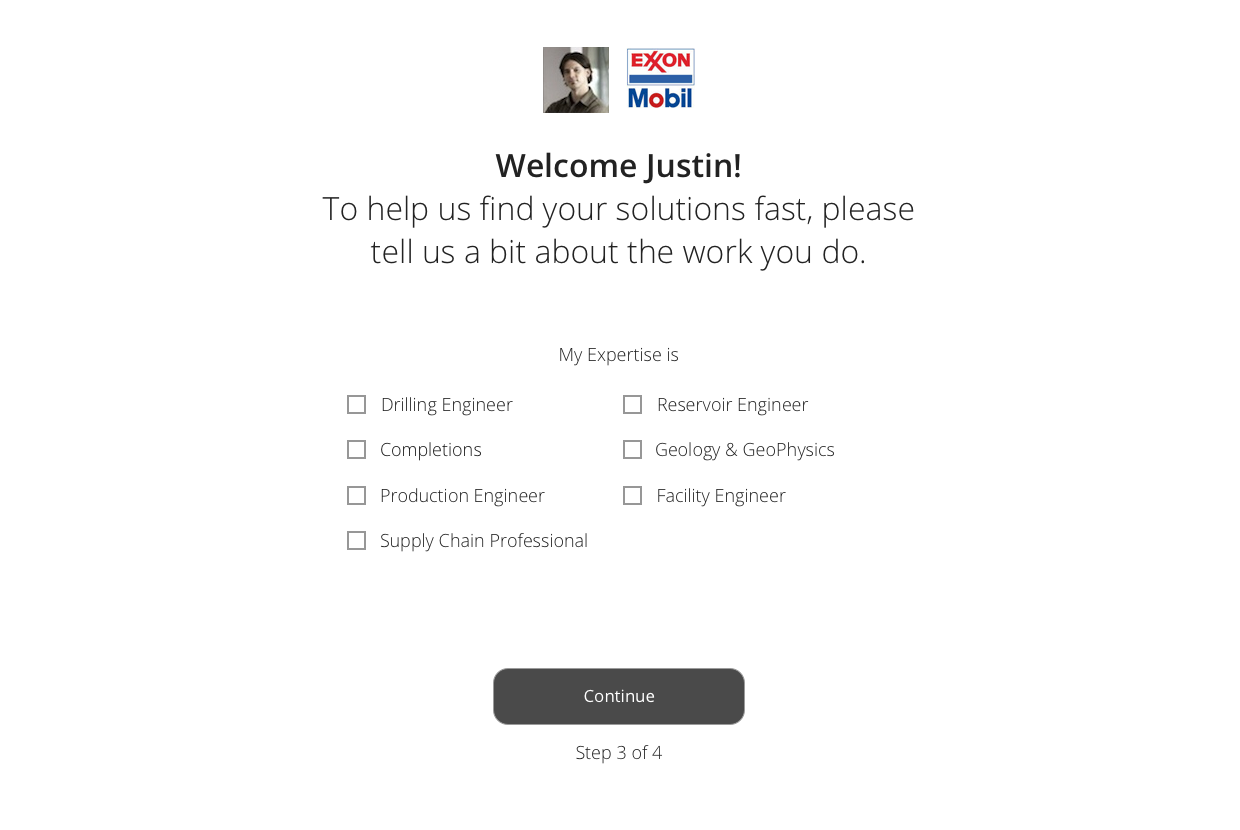 EXXON
Mobil
Welcome Justin!
To help us find your solutions fast, please
tell us a bit about the work you do.
My Expertise is
Drilling Engineer
Reservoir Engineer
Completions
Geology & GeoPhysics
Production Engineer
Facility Engineer
Supply Chain Professional
Continue
Step 3 of 4